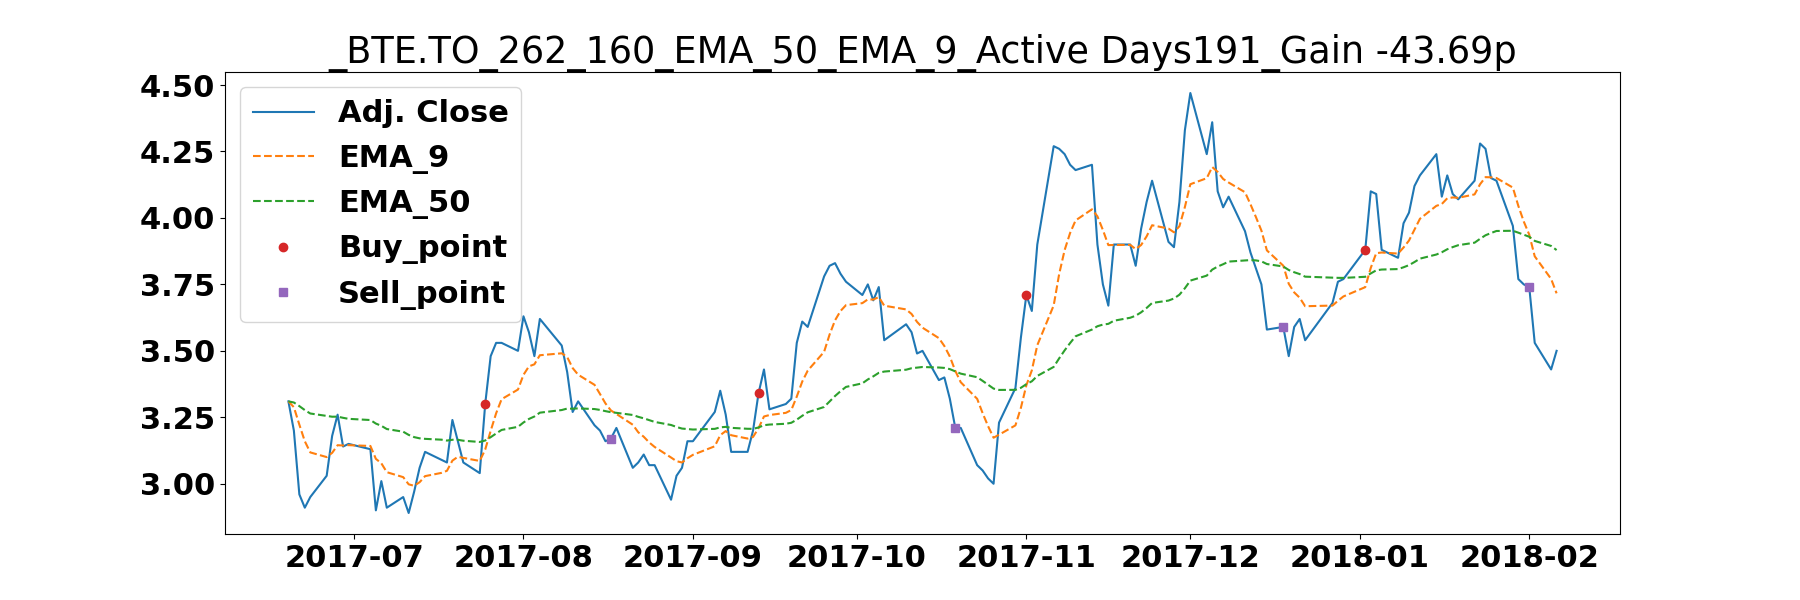 _BTE.TO_262_160_EMA_50_EMA_9_Active Days191_Gain -43.69p
4.50
4.25
4.00
3.75
3.50
3.25
3.00
Adj. Close
EMA_9
EMA_50
Buy_point
Sell_point
2017-07 2017-08 2017-09 2017-10 2017-11 2017-12 2018-01 2018-02